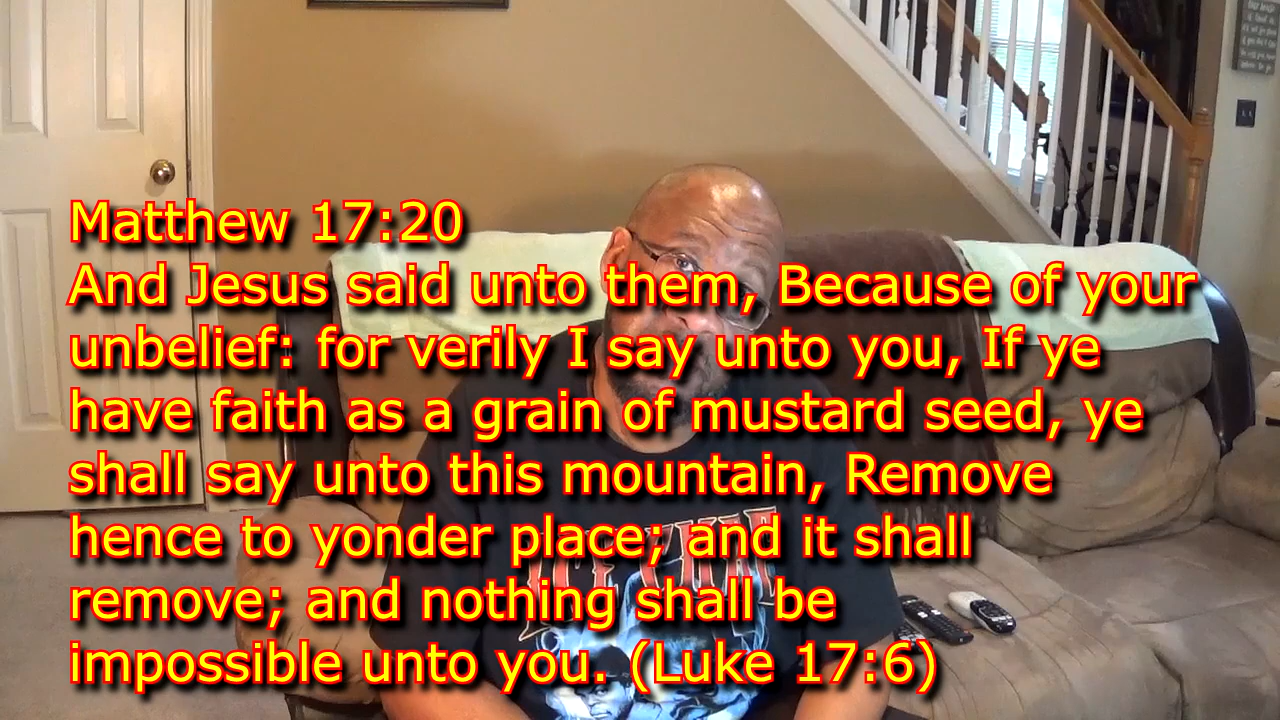 Matthew 17:20
And Jesus said unto them, Because of your
unbelief: for verily I say unto you, If ye
have faith as a grain of mustard seed, ye
shall say unto this mountain, Remove
hence to yonder place; and it shall
remove; and nothing shall be
impossible unto you. (Luke 17:6)